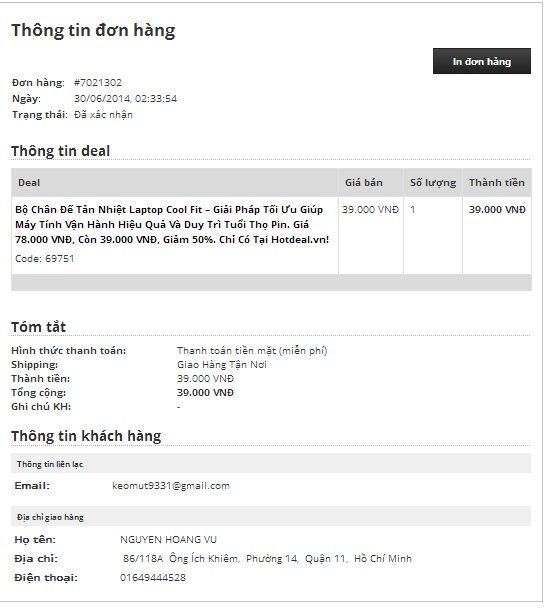 Thông tin đơn hàng
In đơn hàng
Đơn hàng: #7021302
Ngày: 30/06/2014, 02:33:54
Trạng thái: Đã xác nhận
Thông tin deal
Deal Giá bán Số lượng Thành tiền
Bộ Chân Đế Tản Nhiệt Laptop Cool Fit – Giải Pháp Tối Ưu Giúp 39.000 VNĐ 1 39.000 VNĐ
Máy Tính Vận Hành Hiệu Quả Và Duy Trì Tuổi Thọ Pin. Giá
78.000 VNĐ, Còn 39.000 VNĐ, Giảm 50%. Chỉ Có Tại Hotdeal.vn!
Code: 69751
Tóm tắt
Hình thức thanh toán: Thanh toán tiền mặt (miễn phí)
Shipping: Giao Hàng Tận Nơi
Thành tiền: 39.000 VNĐ
Tổng cộng: 39.000 VNĐ
Ghi chú KH: -
Thông tin khách hàng
Thông tin liên lạc
Email: keomut9331@gmail.com
Địa chỉ giao hàng
Họ tên: NGUYEN HOANG VU
Địa chỉ: 86/118A Ông Ích Khiêm, Phường 14, Quận 11, Hồ Chí Minh
Điện thoại: 01649444528